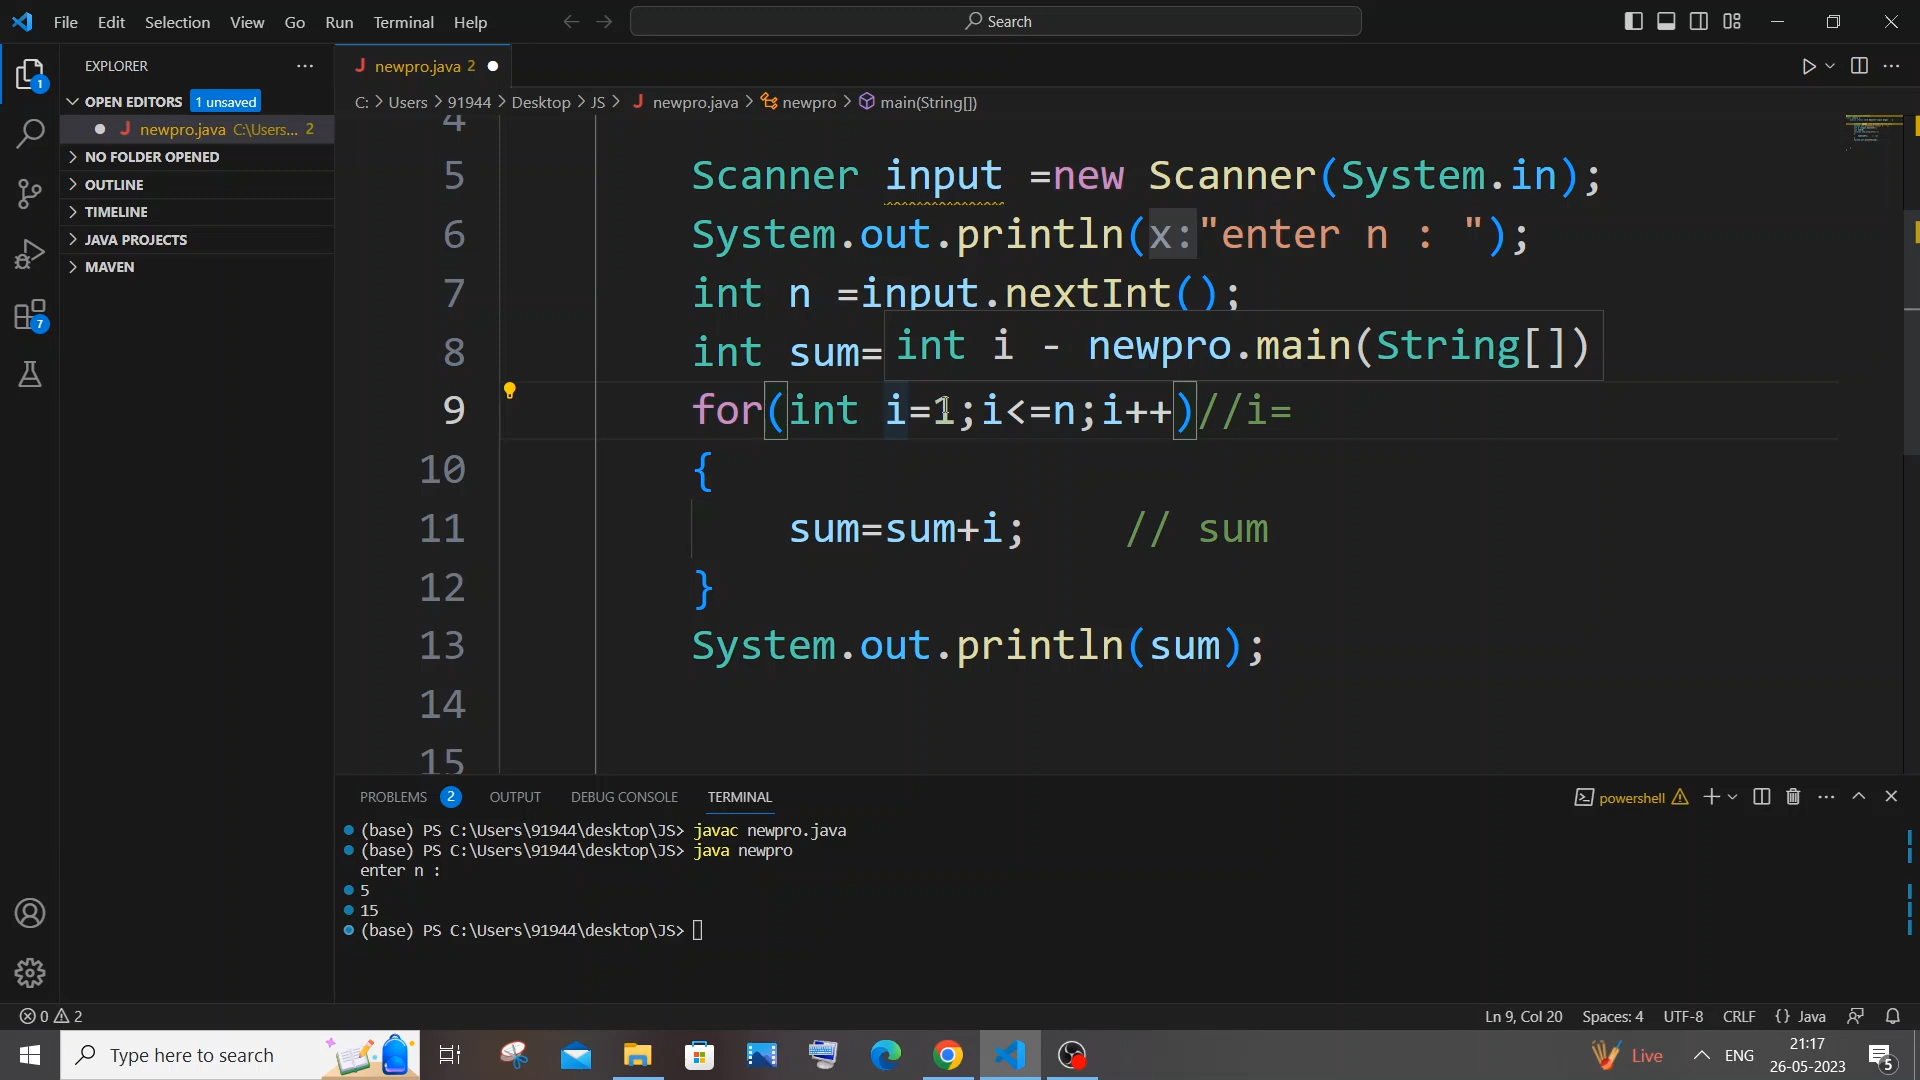 File Edit Selection View Go Run Terminal Help
Search
EXPLORER
newpro.java 2
OPEN EDITORS 1 unsaved
newpro.java C:\Users... 2
NO FOLDER OPENED
OUTLINE
TIMELINE
JAVA PROJECTS
MAVEN
1
7
C: > Users > 91944 > Desktop > JS > newpro.java > newpro > main(String[])
4
5 Scanner input =new Scanner(System.in);
6 System.out.println(x:"enter n : ");
7 int n =input.nextInt();
8 int sum=
int i - newpro.main(String[])
9 for(int i=1;i<=n;i++)//i=
10 {
11 sum=sum+i; // sum
12 }
13 System.out.println(sum);
14
15
PROBLEMS 2 OUTPUT DEBUG CONSOLE TERMINAL
powershell
(base) PS C:\Users\91944\desktop\JS> javac newpro.java
(base) PS C:\Users\91944\desktop\JS> java newpro
enter n :
5
15
(base) PS C:\Users\91944\desktop\JS>
0 2
Ln 9, Col 20 Spaces: 4 UTF-8 CRLF {} Java
Type here to search
Live
ENG
21:17
26-05-2023
5